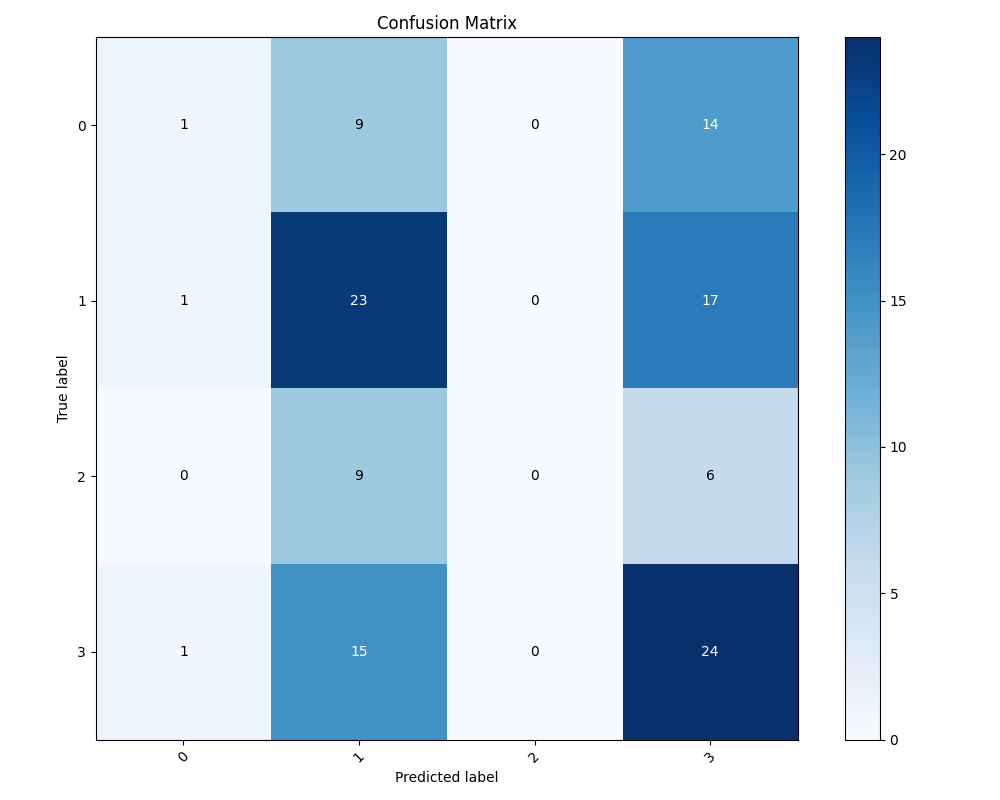 Confusion Matrix
0 1 9 0 14
1 1 23 0 17
2 0 9 0 6
3 1 15 0 24
0 1 2 3
True label
Predicted label
20
15
10
5
0